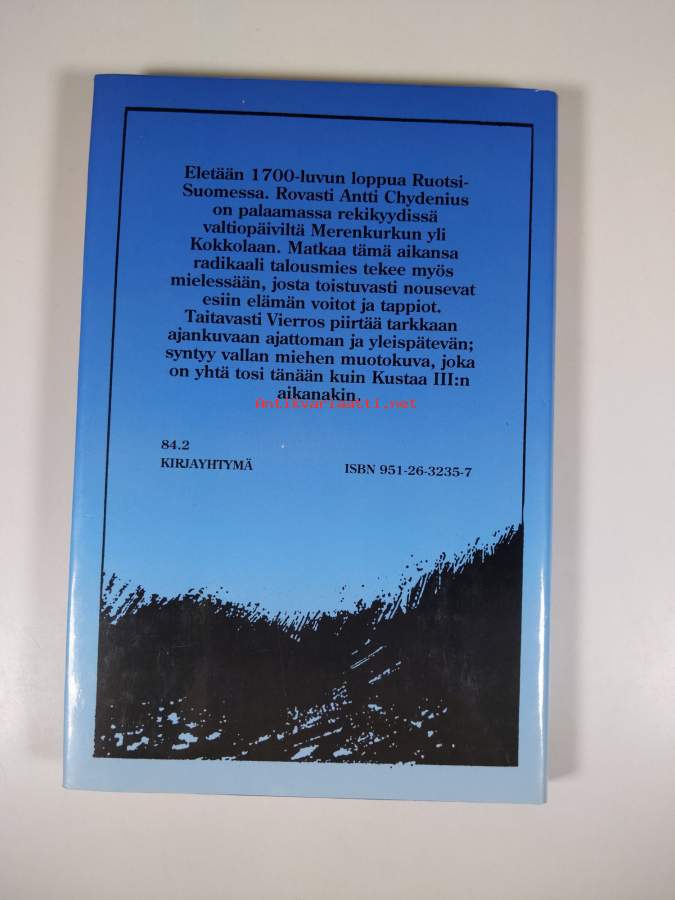 Eletään 1700-luvun loppua Ruotsi-
Suomessa. Rovasti Antti Chydenius
on palaamassa rekikyydissä
valtiopäiviltä Merenkurkun yli
Kokkolaan. Matkaa tämä aikansa
radikaali talousmies tekee myös
mielessään, josta toistuvasti nousevat
esiin elämän voitot ja tappiot.
Taitavasti Vierros piirtää tarkkaan
ajankuvaan ajattoman ja yleispätevän;
syntyy vallan miehen muotokuva, joka
on yhtä tosi tänään kuin Kustaa III:n
aikanakin.
antikvariaatti.net
84.2
KIRJAYHTYMÄ ISBN 951-26-3235-7